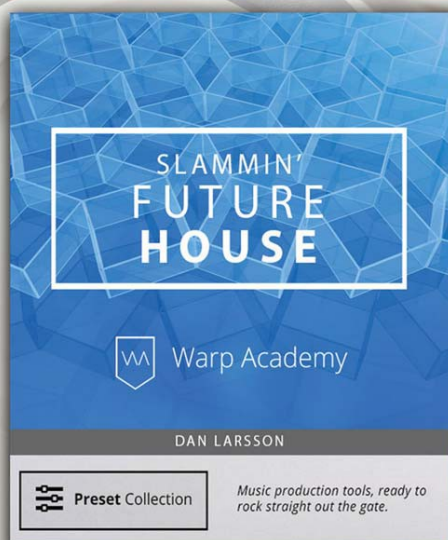 SLAMMIN'
FUTURE
HOUSE
Warp Academy
DAN LARSSON
Preset Collection
Music production tools, ready to
rock straight out the gate.